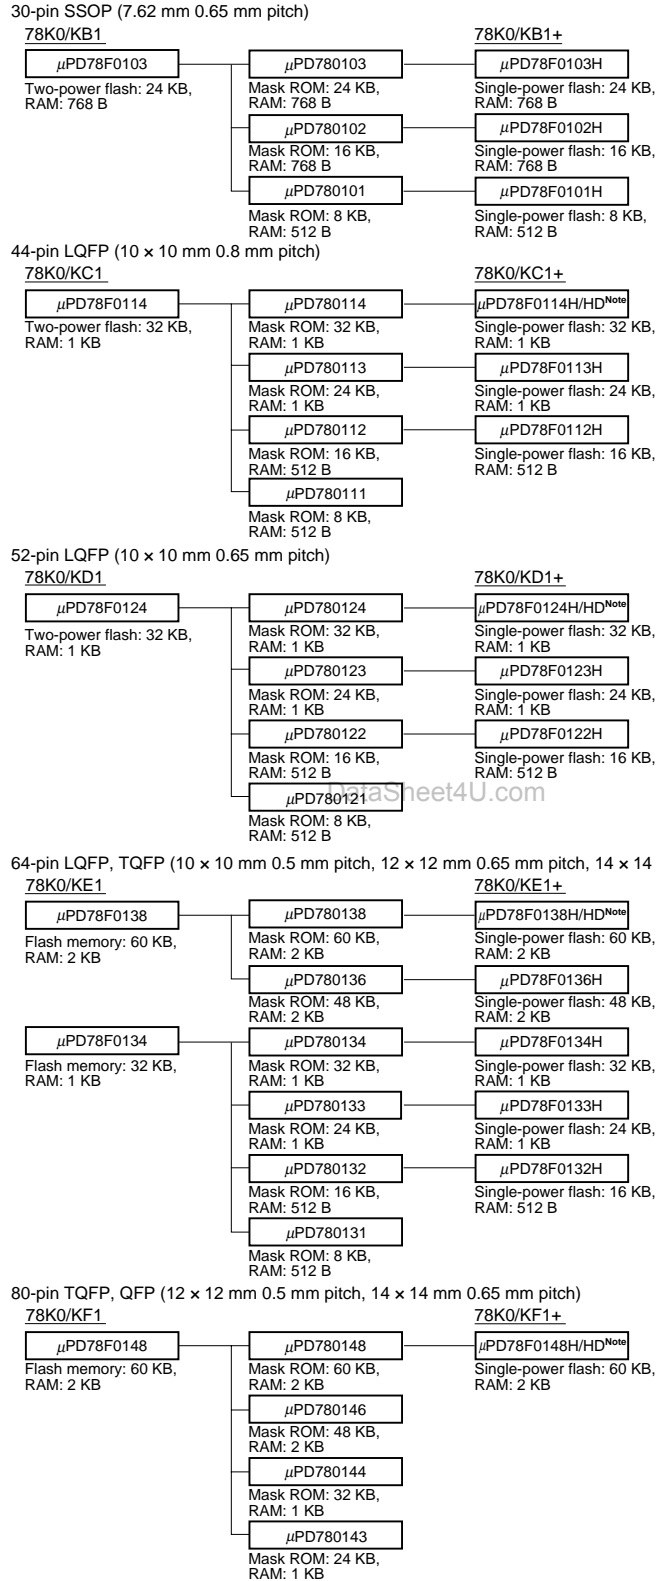 30-pin SSOP (7.62 mm 0.65 mm pitch)
78K0/KB1
78K0/KB1+
μPD78F0103
μPD780103
μPD78F0103H
Two-power flash: 24 KB,
RAM: 768 B
Mask ROM: 24 KB,
RAM: 768 B
Single-power flash: 24 KB,
RAM: 768 B
μPD780102
μPD78F0102H
Mask ROM: 16 KB,
RAM: 768 B
Single-power flash: 16 KB,
RAM: 768 B
μPD780101
μPD78F0101H
Mask ROM: 8 KB,
RAM: 512 B
Single-power flash: 8 KB,
RAM: 512 B
44-pin LQFP (10 × 10 mm 0.8 mm pitch)
78K0/KC1
78K0/KC1+
μPD78F0114
μPD780114
μPD78F0114H/HDNote
Two-power flash: 32 KB,
RAM: 1 KB
Mask ROM: 32 KB,
RAM: 1 KB
Single-power flash: 32 KB,
RAM: 1 KB
μPD780113
μPD78F0113H
Mask ROM: 24 KB,
RAM: 1 KB
Single-power flash: 24 KB,
RAM: 1 KB
μPD780112
μPD78F0112H
Mask ROM: 16 KB,
RAM: 512 B
Single-power flash: 16 KB,
RAM: 512 B
μPD780111
Mask ROM: 8 KB,
RAM: 512 B
52-pin LQFP (10 × 10 mm 0.65 mm pitch)
78K0/KD1
78K0/KD1+
μPD78F0124
μPD780124
μPD78F0124H/HDNote
Two-power flash: 32 KB,
RAM: 1 KB
Mask ROM: 32 KB,
RAM: 1 KB
Single-power flash: 32 KB,
RAM: 1 KB
μPD780123
μPD78F0123H
Mask ROM: 24 KB,
RAM: 1 KB
Single-power flash: 24 KB,
RAM: 1 KB
μPD780122
μPD78F0122H
Mask ROM: 16 KB,
RAM: 512 B
Single-power flash: 16 KB,
RAM: 512 B
DataSheet4U.com
μPD780121
Mask ROM: 8 KB,
RAM: 512 B
64-pin LQFP, TQFP (10 × 10 mm 0.5 mm pitch, 12 × 12 mm 0.65 mm pitch, 14 × 14
78K0/KE1
78K0/KE1+
μPD78F0138
μPD780138
μPD78F0138H/HDNote
Flash memory: 60 KB,
RAM: 2 KB
Mask ROM: 60 KB,
RAM: 2 KB
Single-power flash: 60 KB,
RAM: 2 KB
μPD780136
μPD78F0136H
Mask ROM: 48 KB,
RAM: 2 KB
Single-power flash: 48 KB,
RAM: 2 KB
μPD78F0134
μPD780134
μPD78F0134H
Flash memory: 32 KB,
RAM: 1 KB
Mask ROM: 32 KB,
RAM: 1 KB
Single-power flash: 32 KB,
RAM: 1 KB
μPD780133
μPD78F0133H
Mask ROM: 24 KB,
RAM: 1 KB
Single-power flash: 24 KB,
RAM: 1 KB
μPD780132
μPD78F0132H
Mask ROM: 16 KB,
RAM: 512 B
Single-power flash: 16 KB,
RAM: 512 B
μPD780131
Mask ROM: 8 KB,
RAM: 512 B
80-pin TQFP, QFP (12 × 12 mm 0.5 mm pitch, 14 × 14 mm 0.65 mm pitch)
78K0/KF1
78K0/KF1+
μPD78F0148
μPD780148
μPD78F0148H/HDNote
Flash memory: 60 KB,
RAM: 2 KB
Mask ROM: 60 KB,
RAM: 2 KB
Single-power flash: 60 KB,
RAM: 2 KB
μPD780146
Mask ROM: 48 KB,
RAM: 2 KB
μPD780144
Mask ROM: 32 KB,
RAM: 1 KB
μPD780143
Mask ROM: 24 KB,
RAM: 1 KB